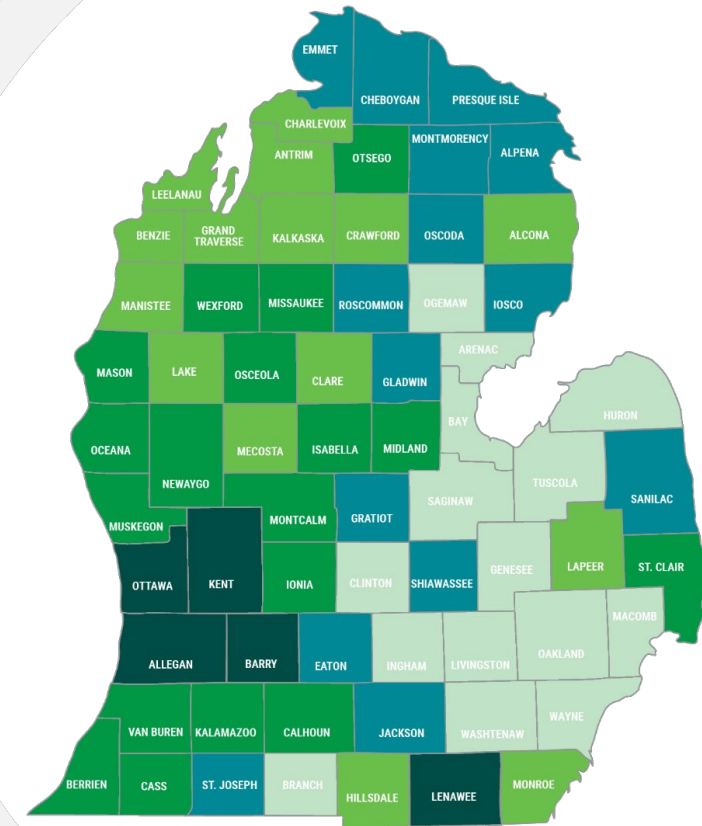 EMMET
CHEBOYGAN
PRESQUE ISLE
CHARLEVOIX
ANTRIM
OTSEGO
MONTMORENCY
ALPENA
LEELANAU
BENZIE
GRAND
TRAVERSE
KALKASKA
CRAWFORD
OSCODA
ALCONA
MANISTEE
WEXFORD
MISSAUKEE
ROSCOMMON
OGEMAW
IOSCO
MASON
LAKE
OSCEOLA
CLARE
GLADWIN
ARENAC
OCEANA
NEWAYGO
MECOSTA
ISABELLA
MIDLAND
BAY
HURON
MUSKEGON
MONTCALM
GRATIOT
SAGINAW
TUSCOLA
SANILAC
OTTAWA
KENT
IONIA
CLINTON
SHIAWASSEE
GENESEE
LAPEER
ST. CLAIR
ALLEGAN
BARRY
EATON
INGHAM
LIVINGSTON
OAKLAND
MACOMB
VAN BUREN
KALAMAZOO
CALHOUN
JACKSON
WASHTENAW
WAYNE
BERRIEN
CASS
ST. JOSEPH
BRANCH
HILLSDALE
LENAWEE
MONROE